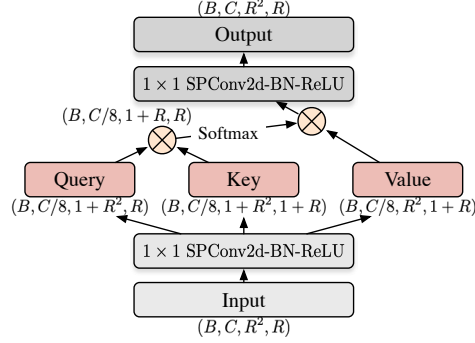 (B, C, R², R)
Output
1 × 1 SPConv2d-BN-ReLU
(B, C/8, 1 + R, R)
Softmax
Query Key Value
(B, C/8, 1 + R², R) (B, C/8, 1 + R², 1 + R) (B, C/8, R², 1 + R)
1 × 1 SPConv2d-BN-ReLU
Input
(B, C, R², R)